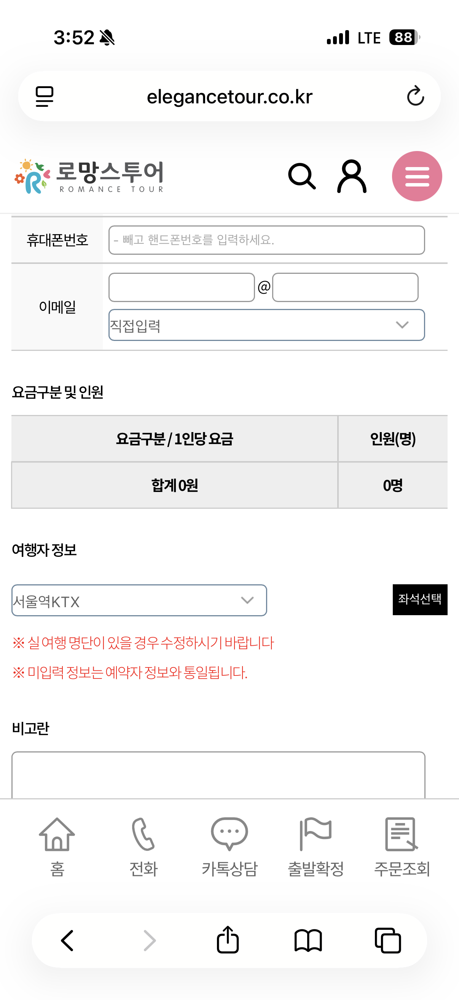 3:52
LTE 88
elegancetour.co.kr
로망스투어
ROMANCE TOUR
휴대폰번호
- 빼고 핸드폰번호를 입력하세요.
@
이메일
직접입력
요금구분 및 인원
요금구분 / 1인당 요금 인원(명)
합계 0원 0명
여행자 정보
서울역KTX
좌석선택
※ 실 여행 명단이 있을 경우 수정하시기 바랍니다
※ 미입력 정보는 예약자 정보와 통일됩니다.
비고란
홈 전화 카톡상담 출발확정 주문조회